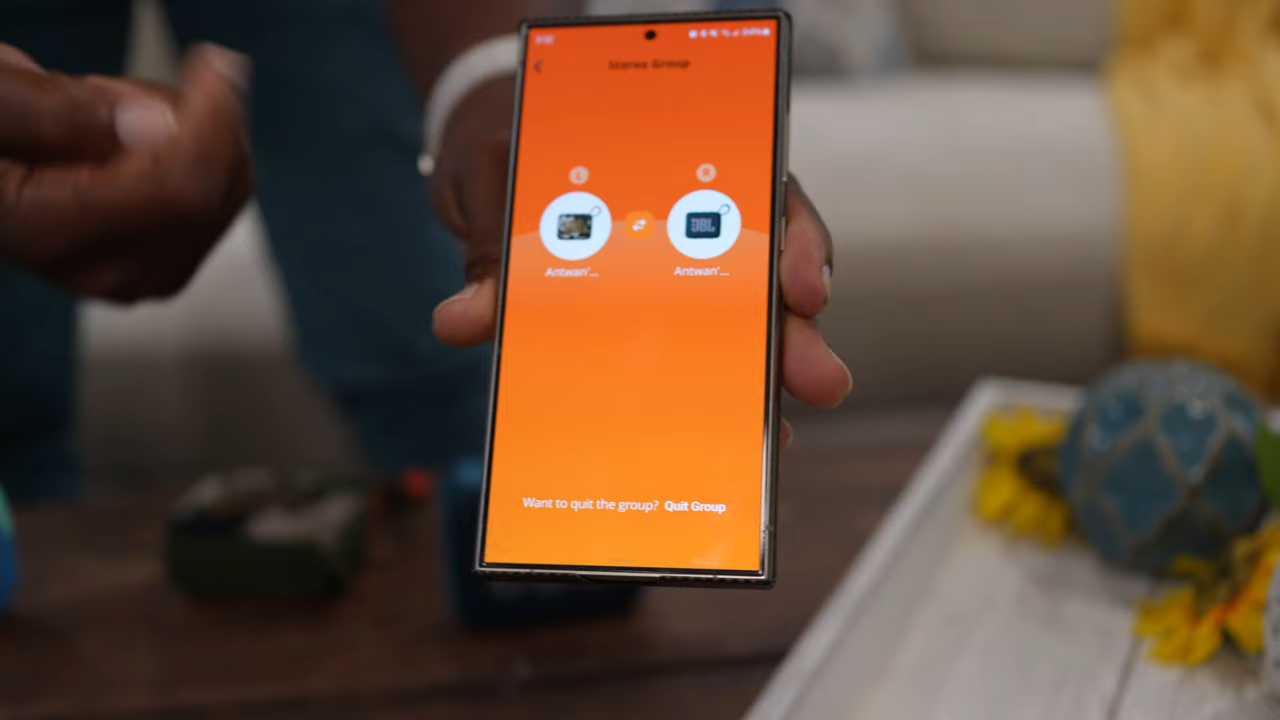 Stereo Group
L
R
JBL
Antwan'...
Antwan'...
Want to quit the group? Quit Group